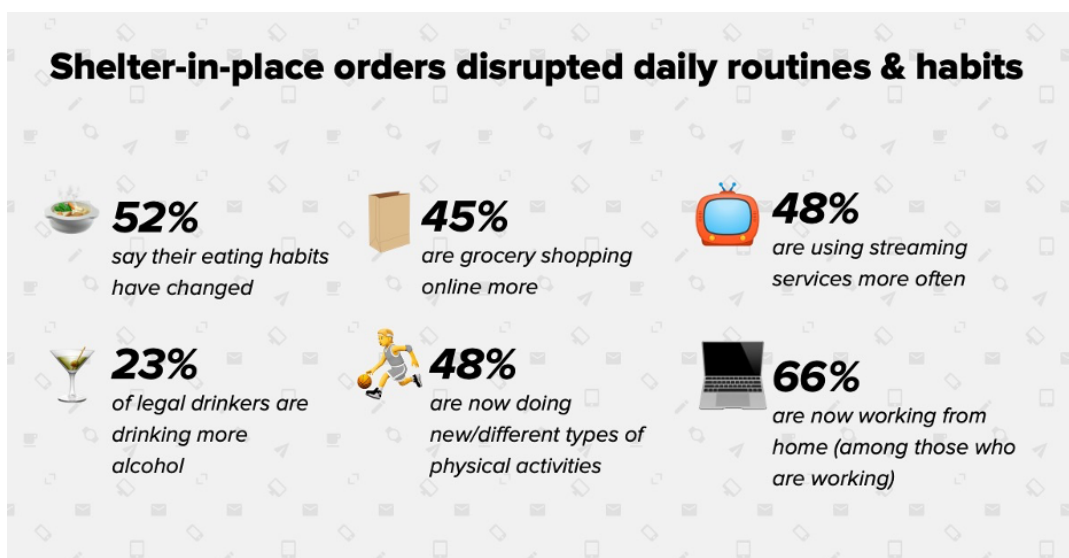 Shelter-in-place orders disrupted daily routines & habits
52%
say their eating habits
have changed
45%
are grocery shopping
online more
48%
are using streaming
services more often
23%
of legal drinkers are
drinking more
alcohol
48%
are now doing
new/different types of
physical activities
66%
are now working from
home (among those who
are working)